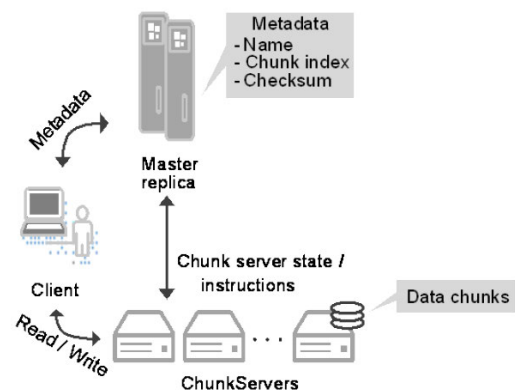 Metadata
- Name
- Chunk index
- Checksum
Metadata
Master
replica
Chunk server state /
instructions
Client
Data chunks
Read / Write
ChunkServers